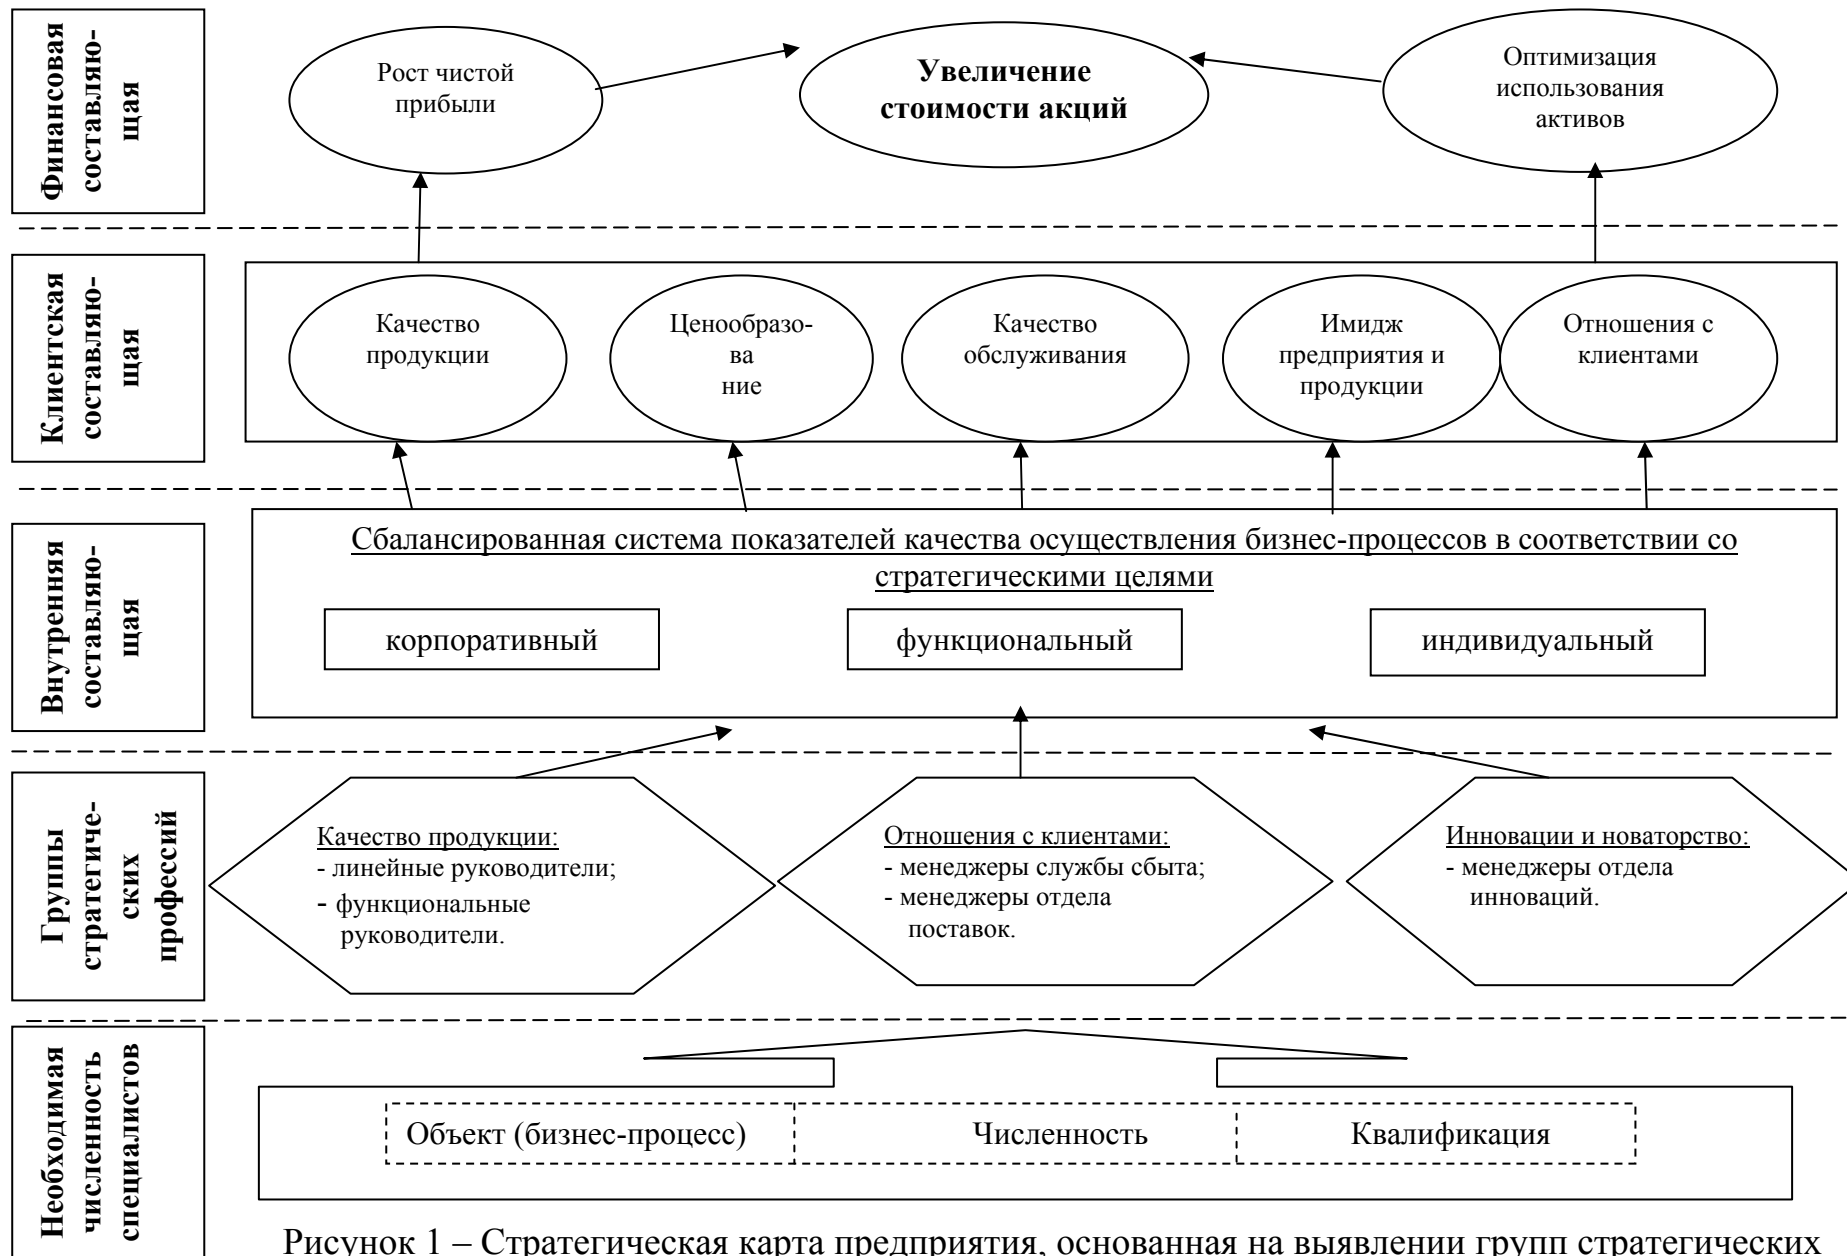 Финансовая
составляю-
щая
Рост чистой
прибыли
Увеличение
стоимости акций
Оптимизация
использования
активов
Клиентская
составляю-
щая
Качество
продукции
Ценообразо-
ва
ние
Качество
обслуживания
Имидж
предприятия и
продукции
Отношения с
клиентами
Внутренняя
составляю-
щая
Сбалансированная система показателей качества осуществления бизнес-процессов в соответствии со
стратегическими целями
корпоративный
функциональный
индивидуальный
Группы
стратегиче-
ских
профессий
Качество продукции:
- линейные руководители;
- функциональные
руководители.
Отношения с клиентами:
- менеджеры службы сбыта;
- менеджеры отдела
поставок.
Инновации и новаторство:
- менеджеры отдела
инноваций.
Необходимая
численность
специалистов
Объект (бизнес-процесс)
Численность
Квалификация
Рисунок 1 – Стратегическая карта предприятия, основанная на выявлении групп стратегических